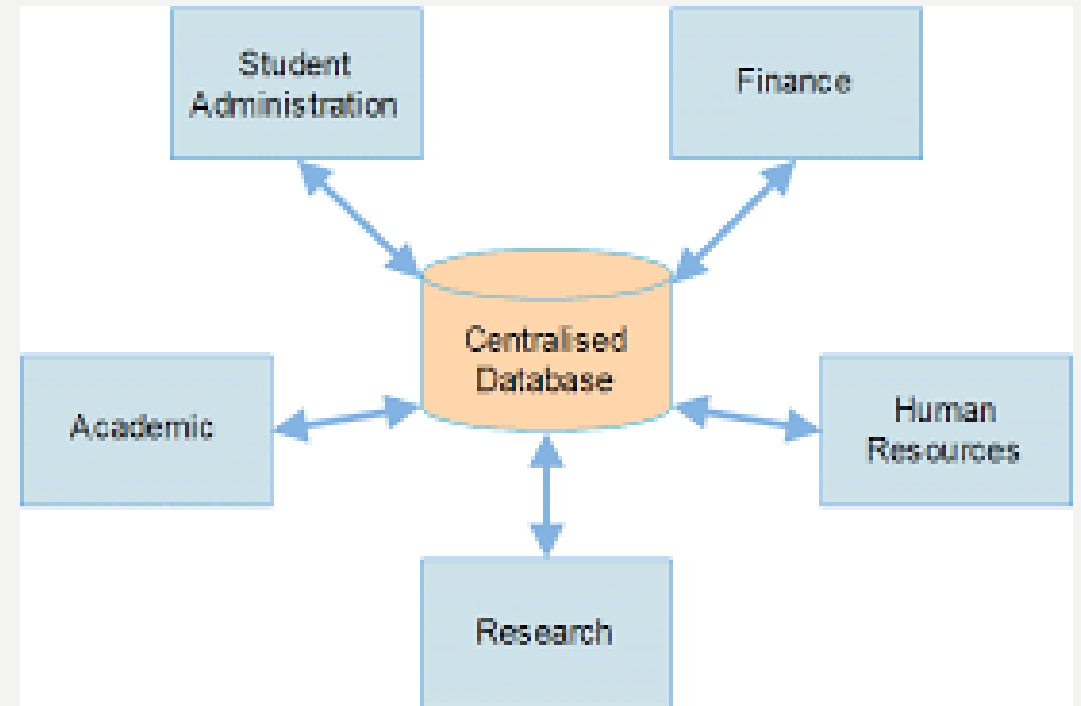 Student
Administration
Finance
Centralised
Database
Academic
Human
Resources
Research